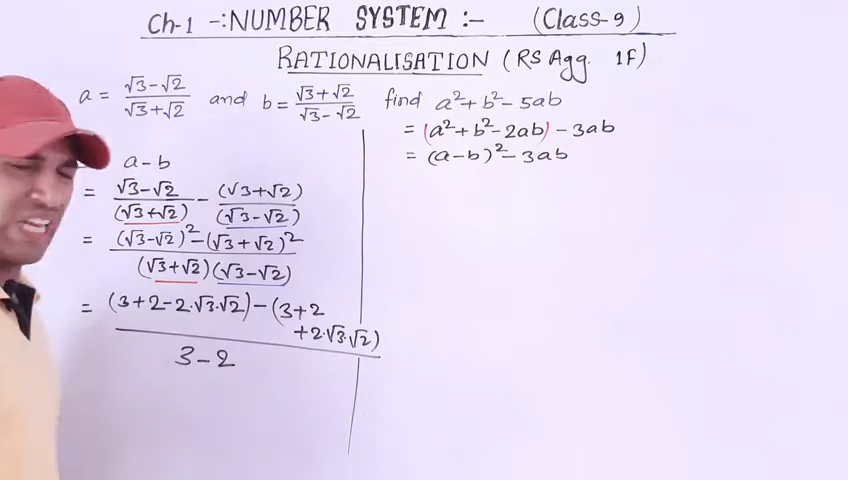 Ch-1 -: NUMBER SYSTEM :- (Class-9)
RATIONALISATION (RS Agg. 1F)
a = (√3-√2)/(√3+√2) and b = (√3+√2)/(√3-√2) find a²+b²-5ab
= (a²+b²-2ab) - 3ab
= (a-b)² - 3ab
a-b
= (√3-√2)/(√3+√2) - (√3+√2)/(√3-√2)
= ((√3-√2)² - (√3+√2)²)/((√3+√2)(√3-√2))
= (3+2-2·√3·√2) - (3+2
+2·√3·√2)
3-2